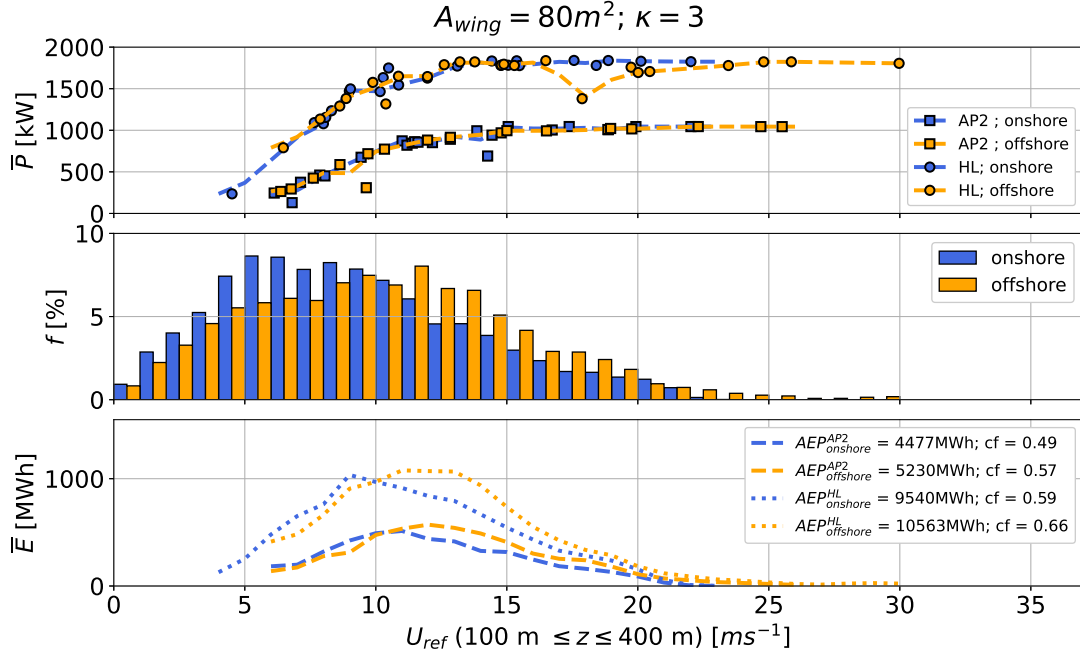 A_wing = 80m²; κ = 3
2000
1500
1000
500
0
P̅ [kW]
AP2 ; onshore
AP2 ; offshore
HL; onshore
HL; offshore
10
5
0
f [%]
onshore
offshore
1000
0
E̅ [MWh]
AEP^AP2_onshore = 4477MWh; cf = 0.49
AEP^AP2_offshore = 5230MWh; cf = 0.57
AEP^HL_onshore = 9540MWh; cf = 0.59
AEP^HL_offshore = 10563MWh; cf = 0.66
0 5 10 15 20 25 30 35
U_ref (100 m ≤ z ≤ 400 m) [ms⁻¹]